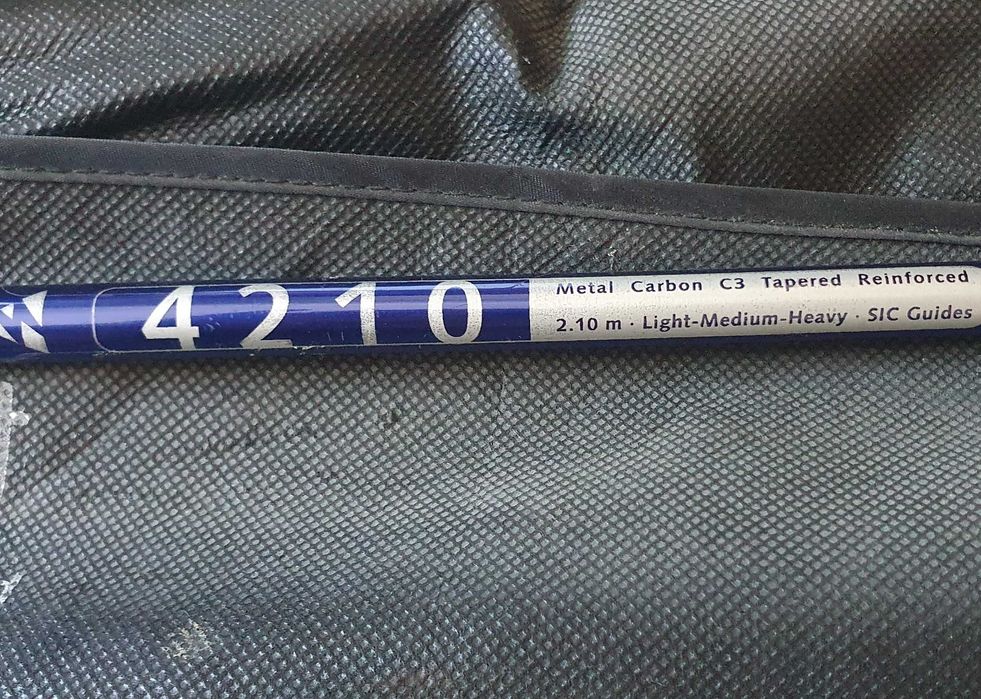 4210
Metal Carbon C3 Tapered Reinforced
2.10 m · Light-Medium-Heavy · SIC Guides